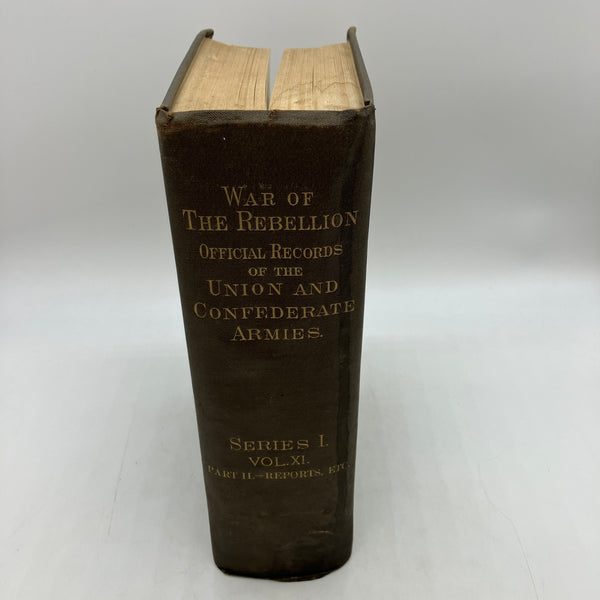 WAR OF
THE REBELLION
OFFICIAL RECORDS
OF THE
UNION AND
CONFEDERATE
ARMIES.
SERIES I.
VOL. XI.
PART II.—REPORTS, ETC.